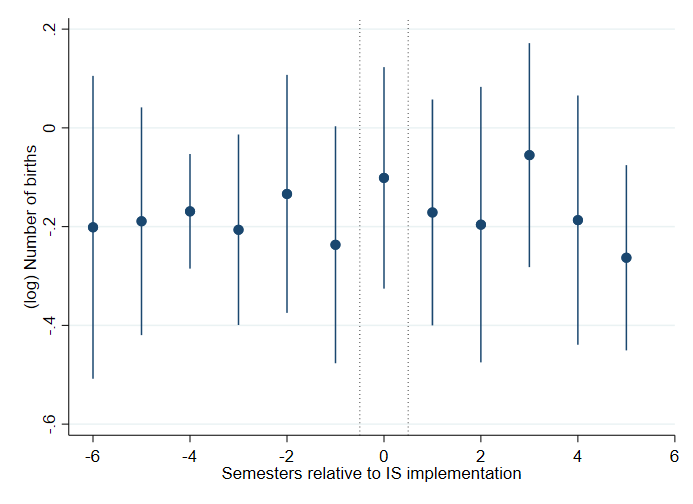 (log) Number of births
.2
0
-.2
-.4
-.6
-6 -4 -2 0 2 4 6
Semesters relative to IS implementation